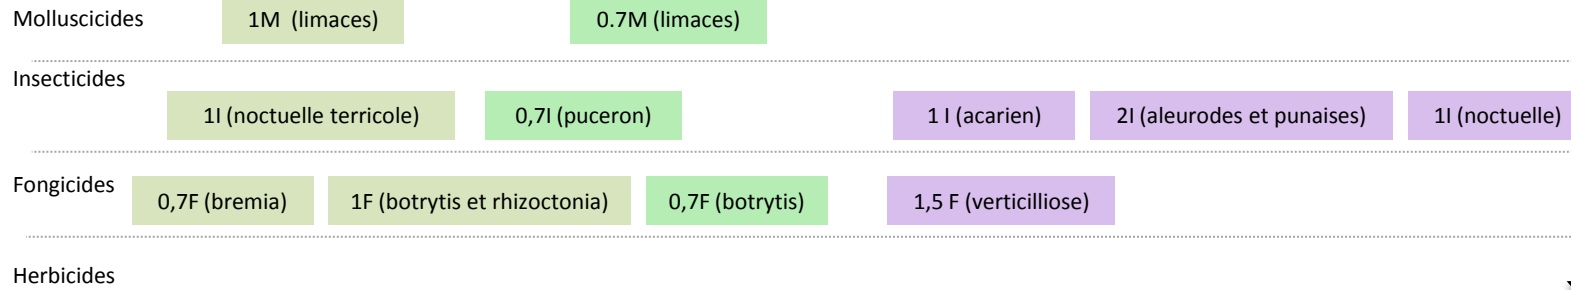 Molluscicides
1M (limaces)
0.7M (limaces)
Insecticides
1I (noctuelle terricole)
0,7I (puceron)
1 I (acarien)
2I (aleurodes et punaises)
1I (noctuelle)
Fongicides
0,7F (bremia)
1F (botrytis et rhizoctonia)
0,7F (botrytis)
1,5 F (verticilliose)
Herbicides